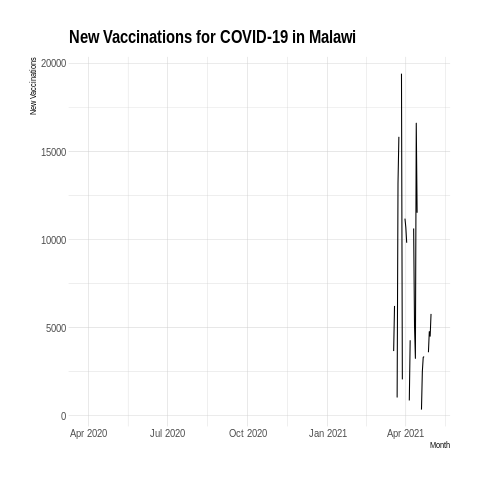 New Vaccinations for COVID-19 in Malawi
New Vaccinations
20000
15000
10000
5000
0
Apr 2020 Jul 2020 Oct 2020 Jan 2021 Apr 2021
Month